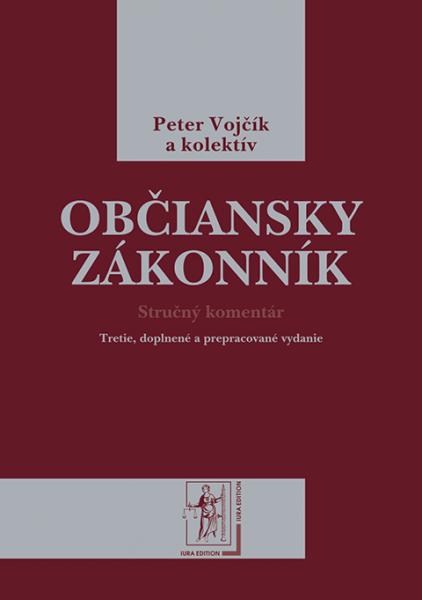 Peter Vojčík
a kolektív
OBČIANSKY
ZÁKONNÍK
Stručný komentár
Tretie, doplnené a prepracované vydanie
IURA EDITION
IURA EDITION